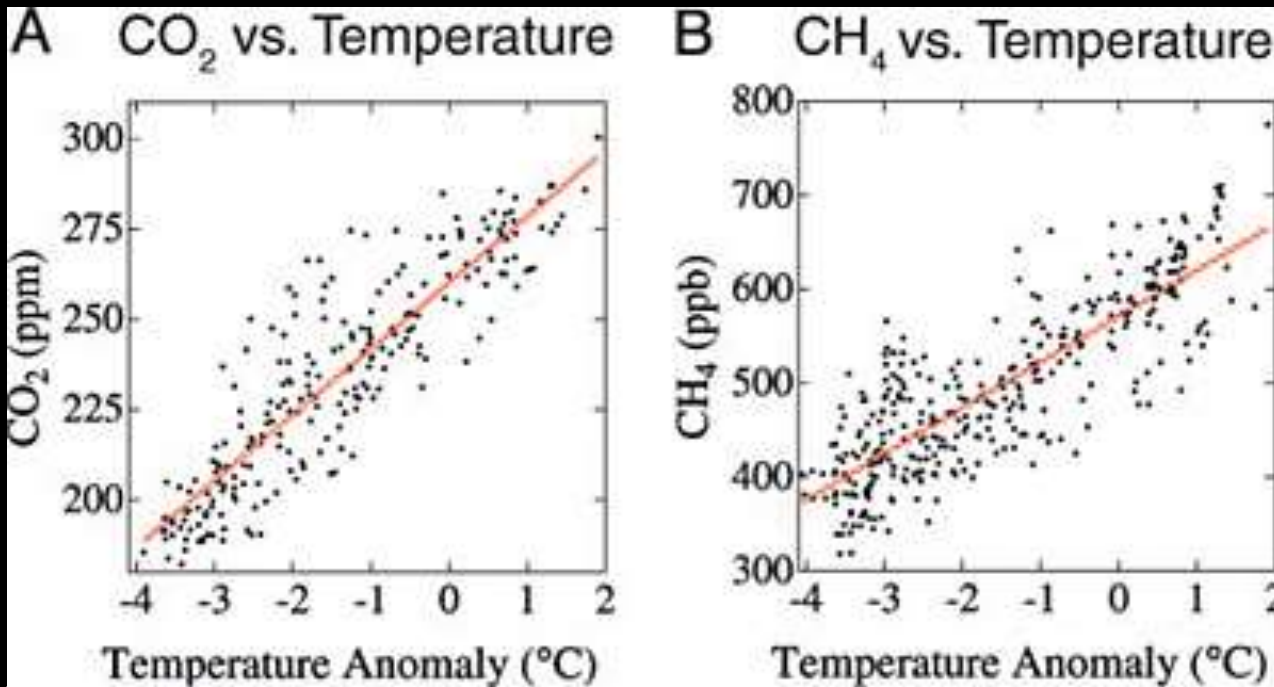 A CO₂ vs. Temperature
CO₂ (ppm)
300
275
250
225
200
-4 -3 -2 -1 0 1 2
Temperature Anomaly (°C)
B CH₄ vs. Temperature
CH₄ (ppb)
800
700
600
500
400
300
-4 -3 -2 -1 0 1 2
Temperature Anomaly (°C)